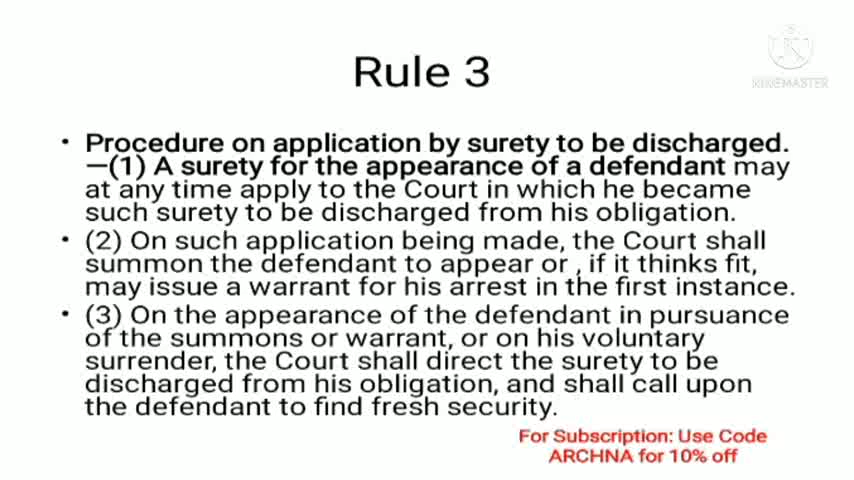 Rule 3
KINEMASTER
• Procedure on application by surety to be discharged.
—(1) A surety for the appearance of a defendant may
at any time apply to the Court in which he became
such surety to be discharged from his obligation.
• (2) On such application being made, the Court shall
summon the defendant to appear or , if it thinks fit,
may issue a warrant for his arrest in the first instance.
• (3) On the appearance of the defendant in pursuance
of the summons or warrant, or on his voluntary
surrender, the Court shall direct the surety to be
discharged from his obligation, and shall call upon
the defendant to find fresh security.
For Subscription: Use Code
ARCHNA for 10% off